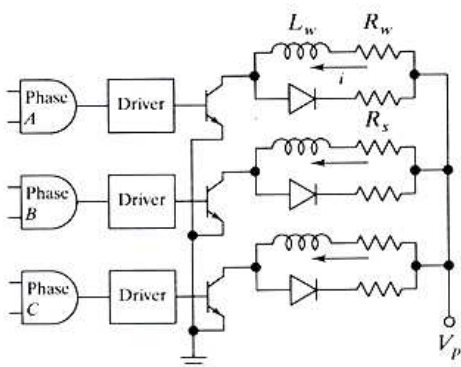 L_w R_w
Phase A
Driver
i
R_s
Phase B
Driver
Phase C
Driver
V_p